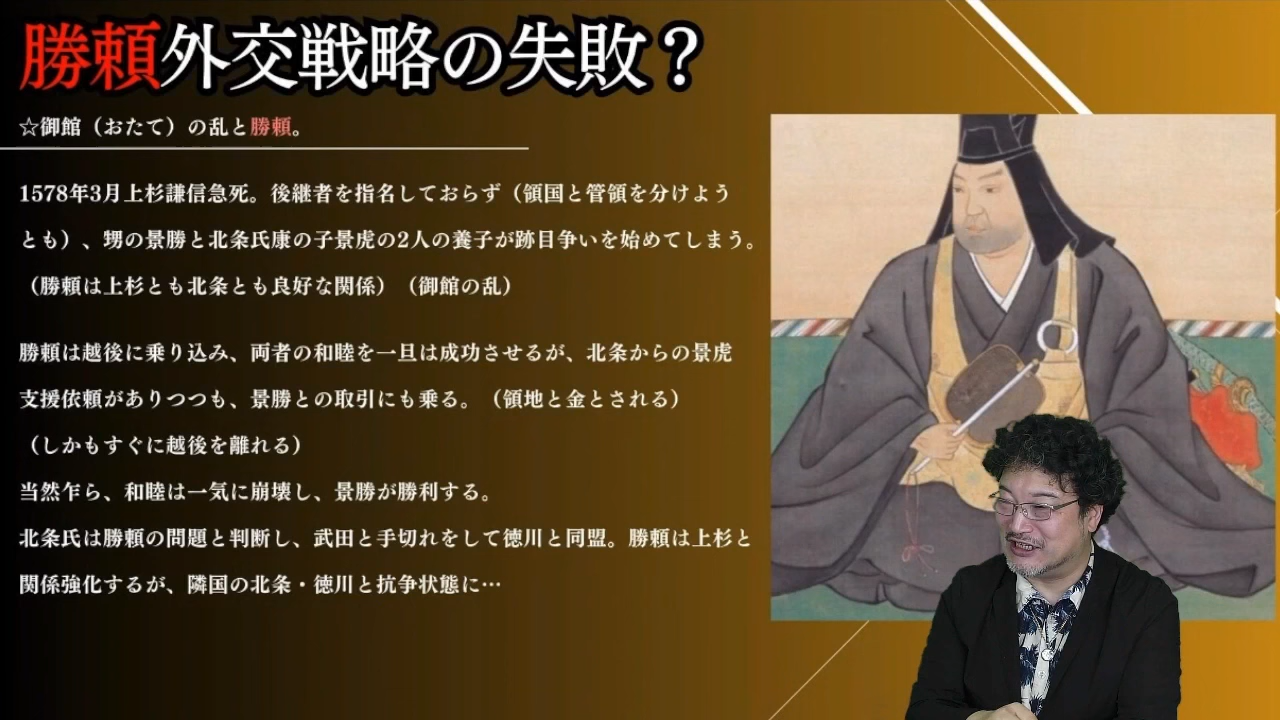 勝頼外交戦略の失敗？
☆御館（おたて）の乱と勝頼。
1578年3月上杉謙信急死。後継者を指名しておらず（領国と管領を分けよう
とも）、甥の景勝と北条氏康の子景虎の2人の養子が跡目争いを始めてしまう。
（勝頼は上杉とも北条とも良好な関係）（御館の乱）
勝頼は越後に乗り込み、両者の和睦を一旦は成功させるが、北条からの景虎
支援依頼がありつつも、景勝との取引にも乗る。（領地と金とされる）
（しかもすぐに越後を離れる）
当然乍ら、和睦は一気に崩壊し、景勝が勝利する。
北条氏は勝頼の問題と判断し、武田と手切れをして徳川と同盟。勝頼は上杉と
関係強化するが、隣国の北条・徳川と抗争状態に…